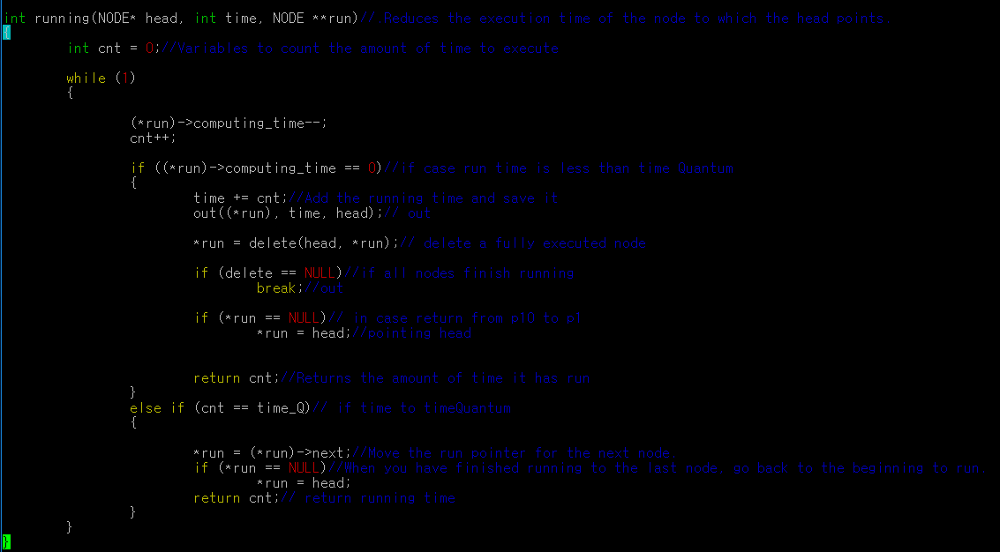 int running(NODE* head, int time, NODE **run)//.Reduces the execution time of the node to which the head points.
{
int cnt = 0;//Variables to count the amount of time to execute
while (1)
{
(*run)->computing_time--;
cnt++;
if ((*run)->computing_time == 0)//if case run time is less than time Quantum
{
time += cnt;//Add the running time and save it
out((*run), time, head);// out
*run = delete(head, *run);// delete a fully executed node
if (delete == NULL)//if all nodes finish running
break;//out
if (*run == NULL)// in case return from p10 to p1
*run = head;//pointing head
return cnt;//Returns the amount of time it has run
}
else if (cnt == time_Q)// if time to timeQuantum
{
*run = (*run)->next;//Move the run pointer for the next node.
if (*run == NULL)//When you have finished running to the last node, go back to the beginning to run.
*run = head;
return cnt;// return running time
}
}
}